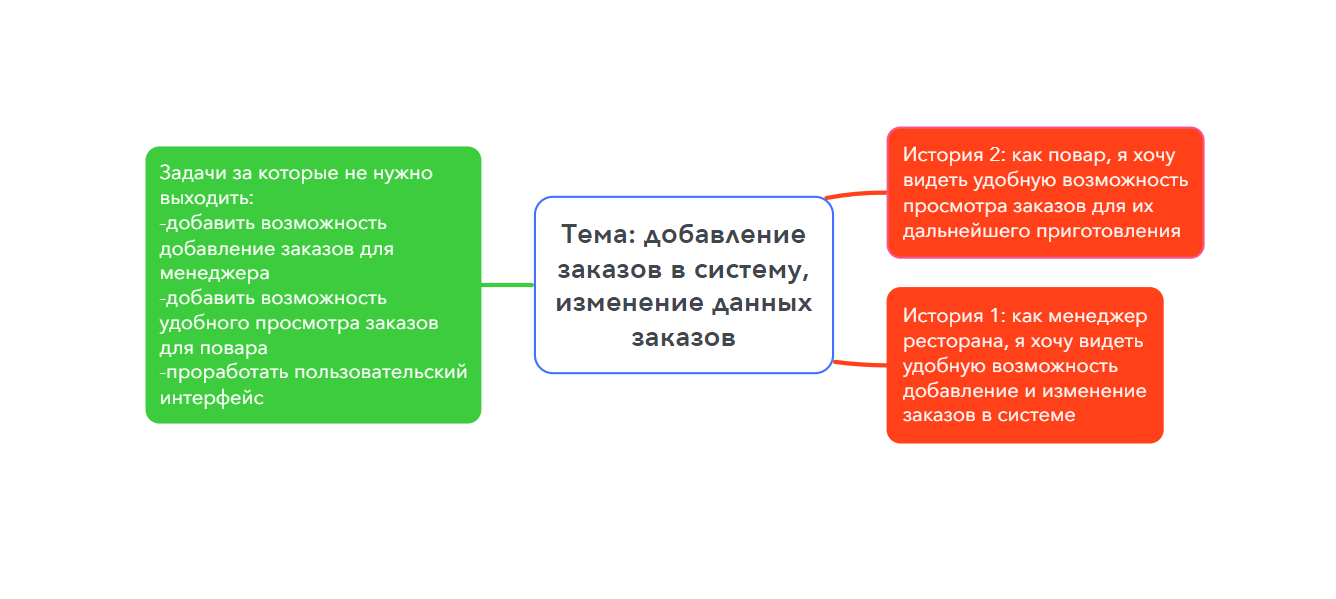 Задачи за которые не нужно
выходить:
-добавить возможность
добавление заказов для
менеджера
-добавить возможность
удобного просмотра заказов
для повара
-проработать пользовательский
интерфейс
Тема: добавление
заказов в систему,
изменение данных
заказов
История 2: как повар, я хочу
видеть удобную возможность
просмотра заказов для их
дальнейшего приготовления
История 1: как менеджер
ресторана, я хочу видеть
удобную возможность
добавление и изменение
заказов в системе